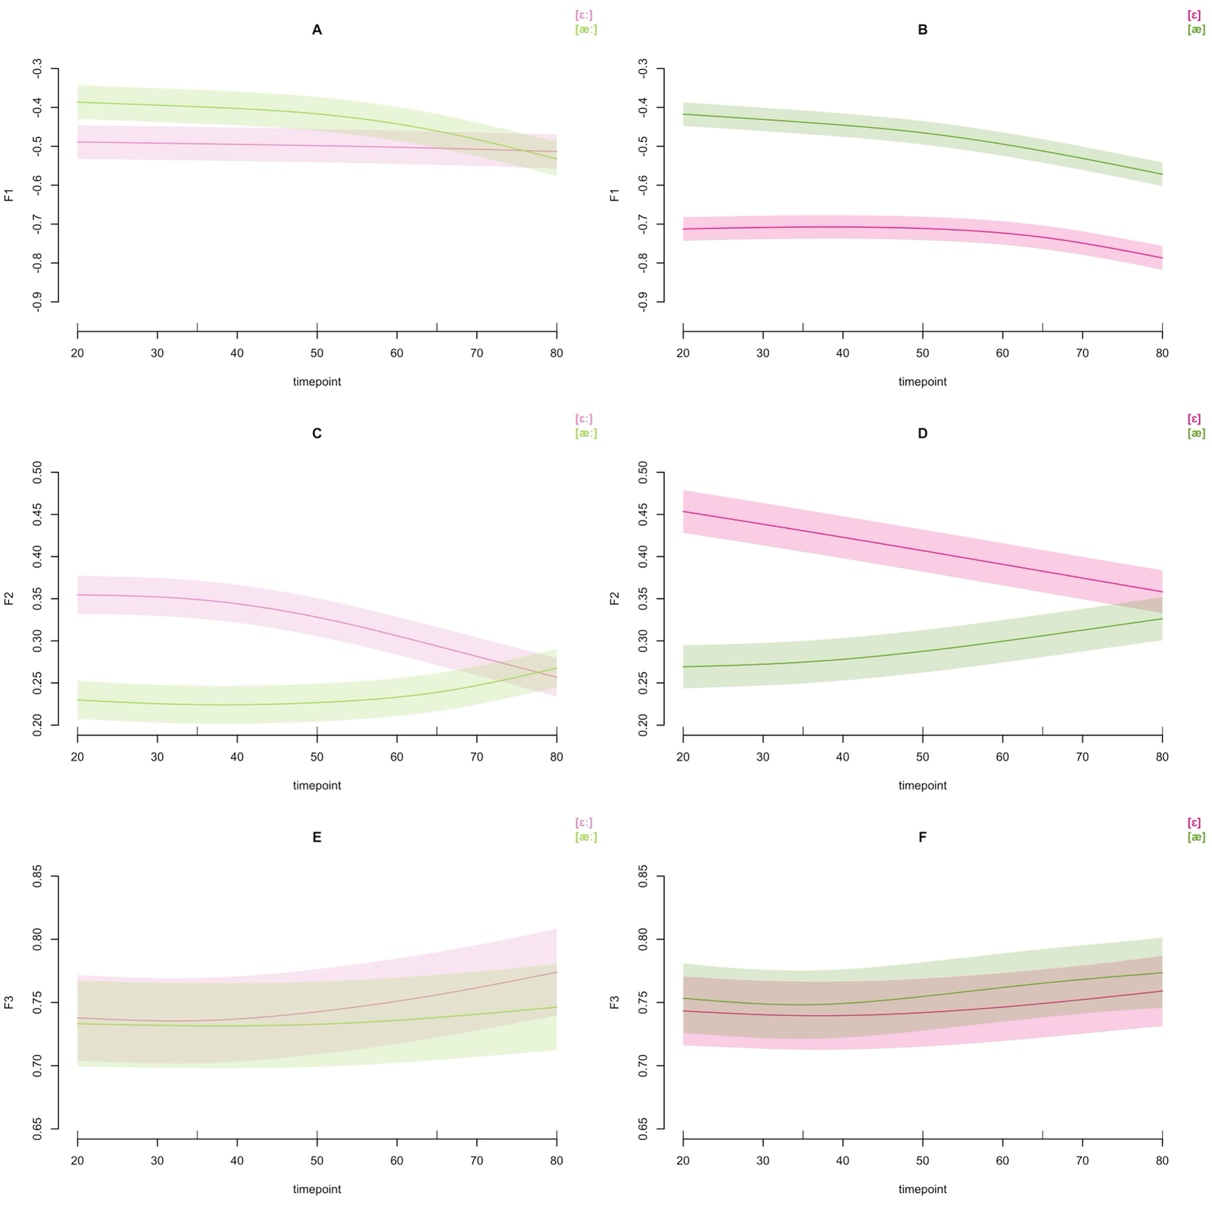 A
[ɛː]
[æː]
F1
-0.3
-0.4
-0.5
-0.6
-0.7
-0.8
-0.9
20 30 40 50 60 70 80
timepoint
B
[ɛ]
[æ]
F1
-0.3
-0.4
-0.5
-0.6
-0.7
-0.8
-0.9
20 30 40 50 60 70 80
timepoint
C
[ɛː]
[æː]
F2
0.50
0.45
0.40
0.35
0.30
0.25
0.20
20 30 40 50 60 70 80
timepoint
D
[ɛ]
[æ]
F2
0.50
0.45
0.40
0.35
0.30
0.25
0.20
20 30 40 50 60 70 80
timepoint
E
[ɛː]
[æː]
F3
0.85
0.80
0.75
0.70
0.65
20 30 40 50 60 70 80
timepoint
F
[ɛ]
[æ]
F3
0.85
0.80
0.75
0.70
0.65
20 30 40 50 60 70 80
timepoint